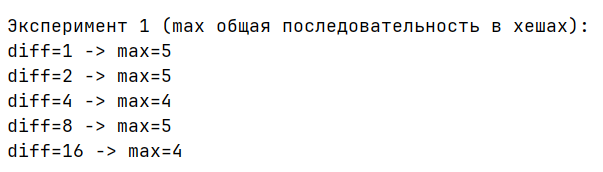 Эксперимент 1 (max общая последовательность в хешах):
diff=1 -> max=5
diff=2 -> max=5
diff=4 -> max=4
diff=8 -> max=5
diff=16 -> max=4